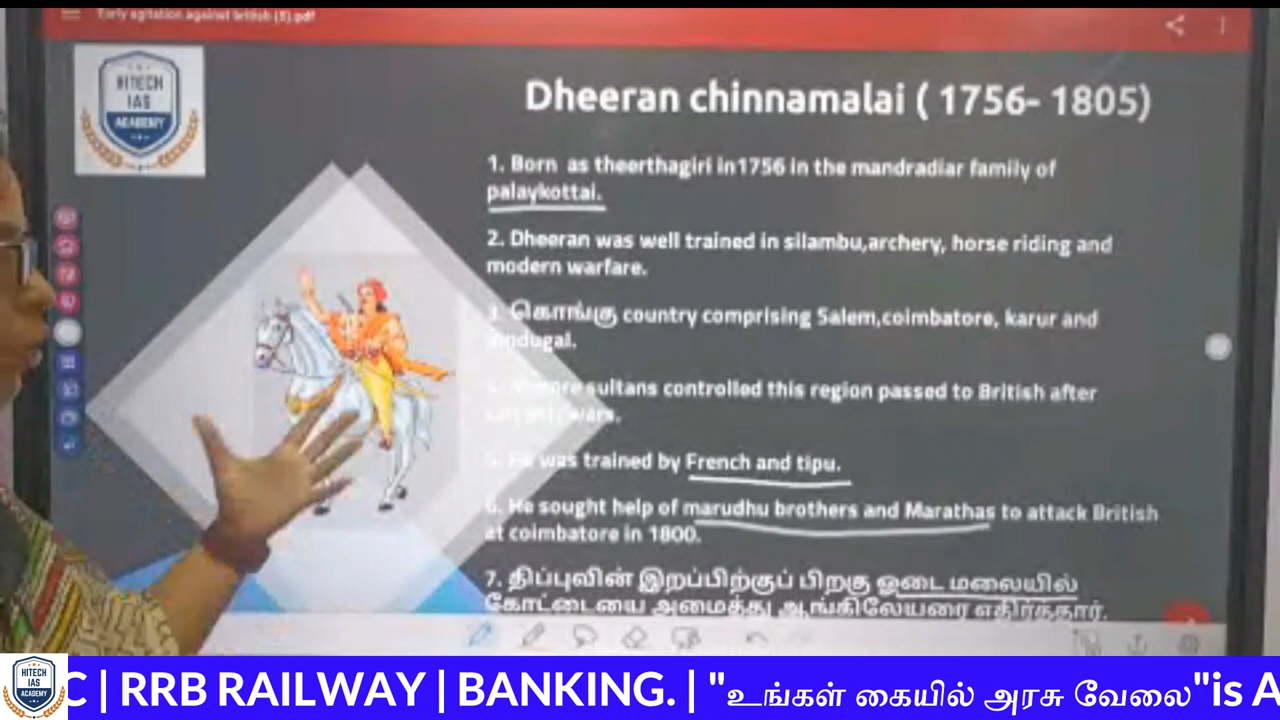 Early agitation against british (5).pdf
HITECH
IAS
ACADEMY
Dheeran chinnamalai ( 1756- 1805)
1. Born as theerthagiri in1756 in the mandradiar family of
palaykottai.
2. Dheeran was well trained in silambu,archery, horse riding and
modern warfare.
3. கொங்கு country comprising Salem,coimbatore, karur and
sultans controlled this region passed to British after
wars.
was trained by French and tipu.
6. He sought help of marudhu brothers and Marathas to attack British
at coimbatore in 1800.
7. திப்புவின் இறப்பிற்குப் பிறகு ஓடை மலையில்
கோட்டையை அமைத்து ஆங்கிலேயரை எதிர்த்தார்.
HITECH
IAS
ACADEMY
C | RRB RAILWAY | BANKING. | "உங்கள் கையில் அரசு வேலை"is A